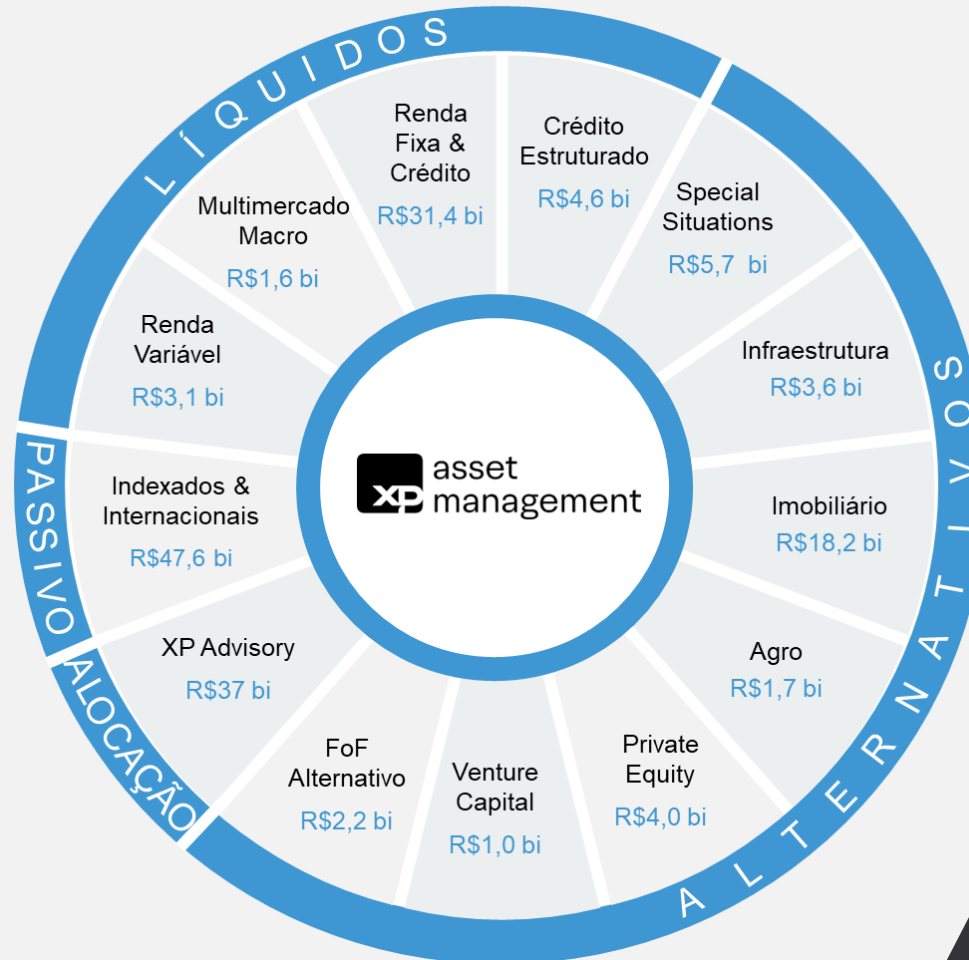 LÍQUIDOS
Renda
Fixa &
Crédito
R$31,4 bi
Crédito
Estruturado
R$4,6 bi
Special
Situations
R$5,7 bi
Infraestrutura
R$3,6 bi
Imobiliário
R$18,2 bi
Agro
R$1,7 bi
Private
Equity
R$4,0 bi
Venture
Capital
R$1,0 bi
FoF
Alternativo
R$2,2 bi
ALTERNATIVOS
XP Advisory
R$37 bi
ALOCAÇÃO
Indexados &
Internacionais
R$47,6 bi
PASSIVO
Renda
Variável
R$3,1 bi
Multimercado
Macro
R$1,6 bi
XP asset
management